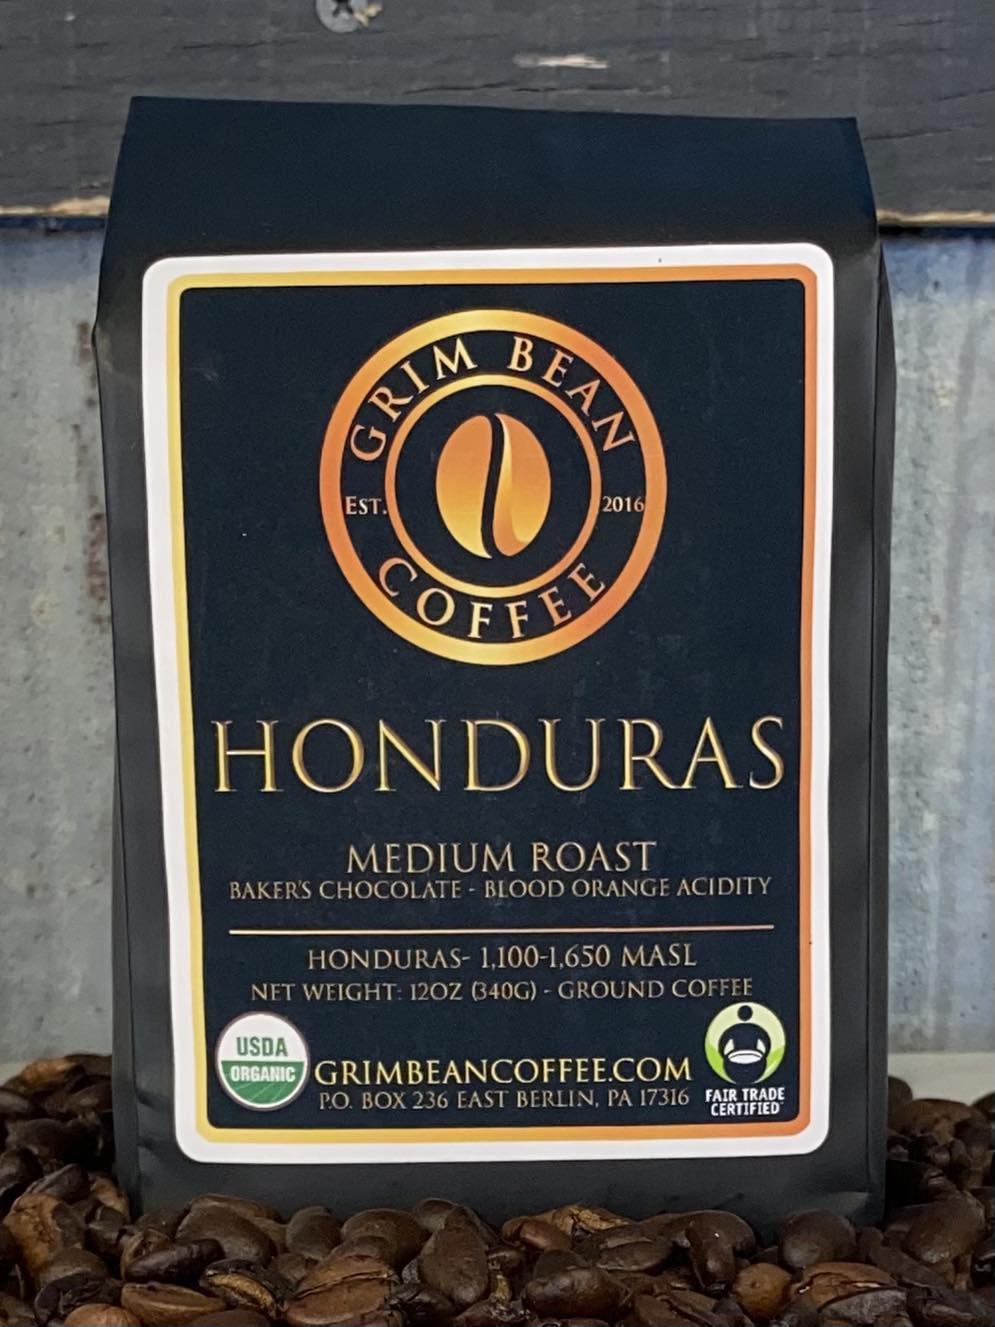 GRIM BEAN
EST. 2016
COFFEE
HONDURAS
MEDIUM ROAST
BAKER'S CHOCOLATE - BLOOD ORANGE ACIDITY
HONDURAS- 1,100-1,650 MASL
NET WEIGHT: 12OZ (340G) - GROUND COFFEE
USDA
ORGANIC
GRIMBEANCOFFEE.COM
P.O. BOX 236 EAST BERLIN, PA 17316
FAIR TRADE
CERTIFIED